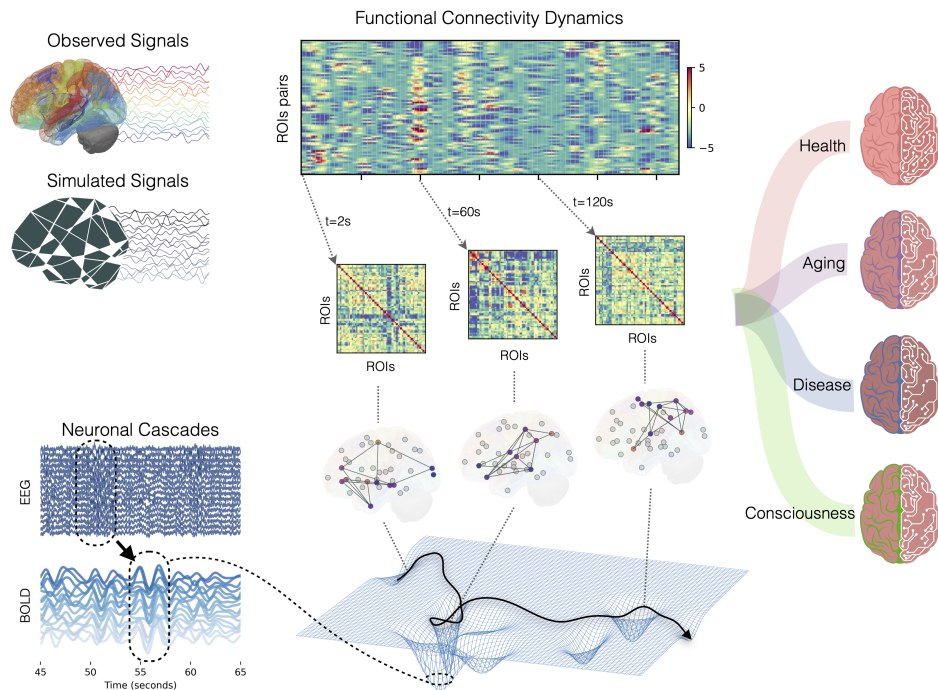 Functional Connectivity Dynamics
Observed Signals
ROIs pairs
5
0
−5
Simulated Signals
t=2s
t=60s
t=120s
ROIs
ROIs
ROIs
ROIs
ROIs
ROIs
Health
Aging
Disease
Consciousness
Neuronal Cascades
EEG
BOLD
45 50 55 60 65
Time (seconds)